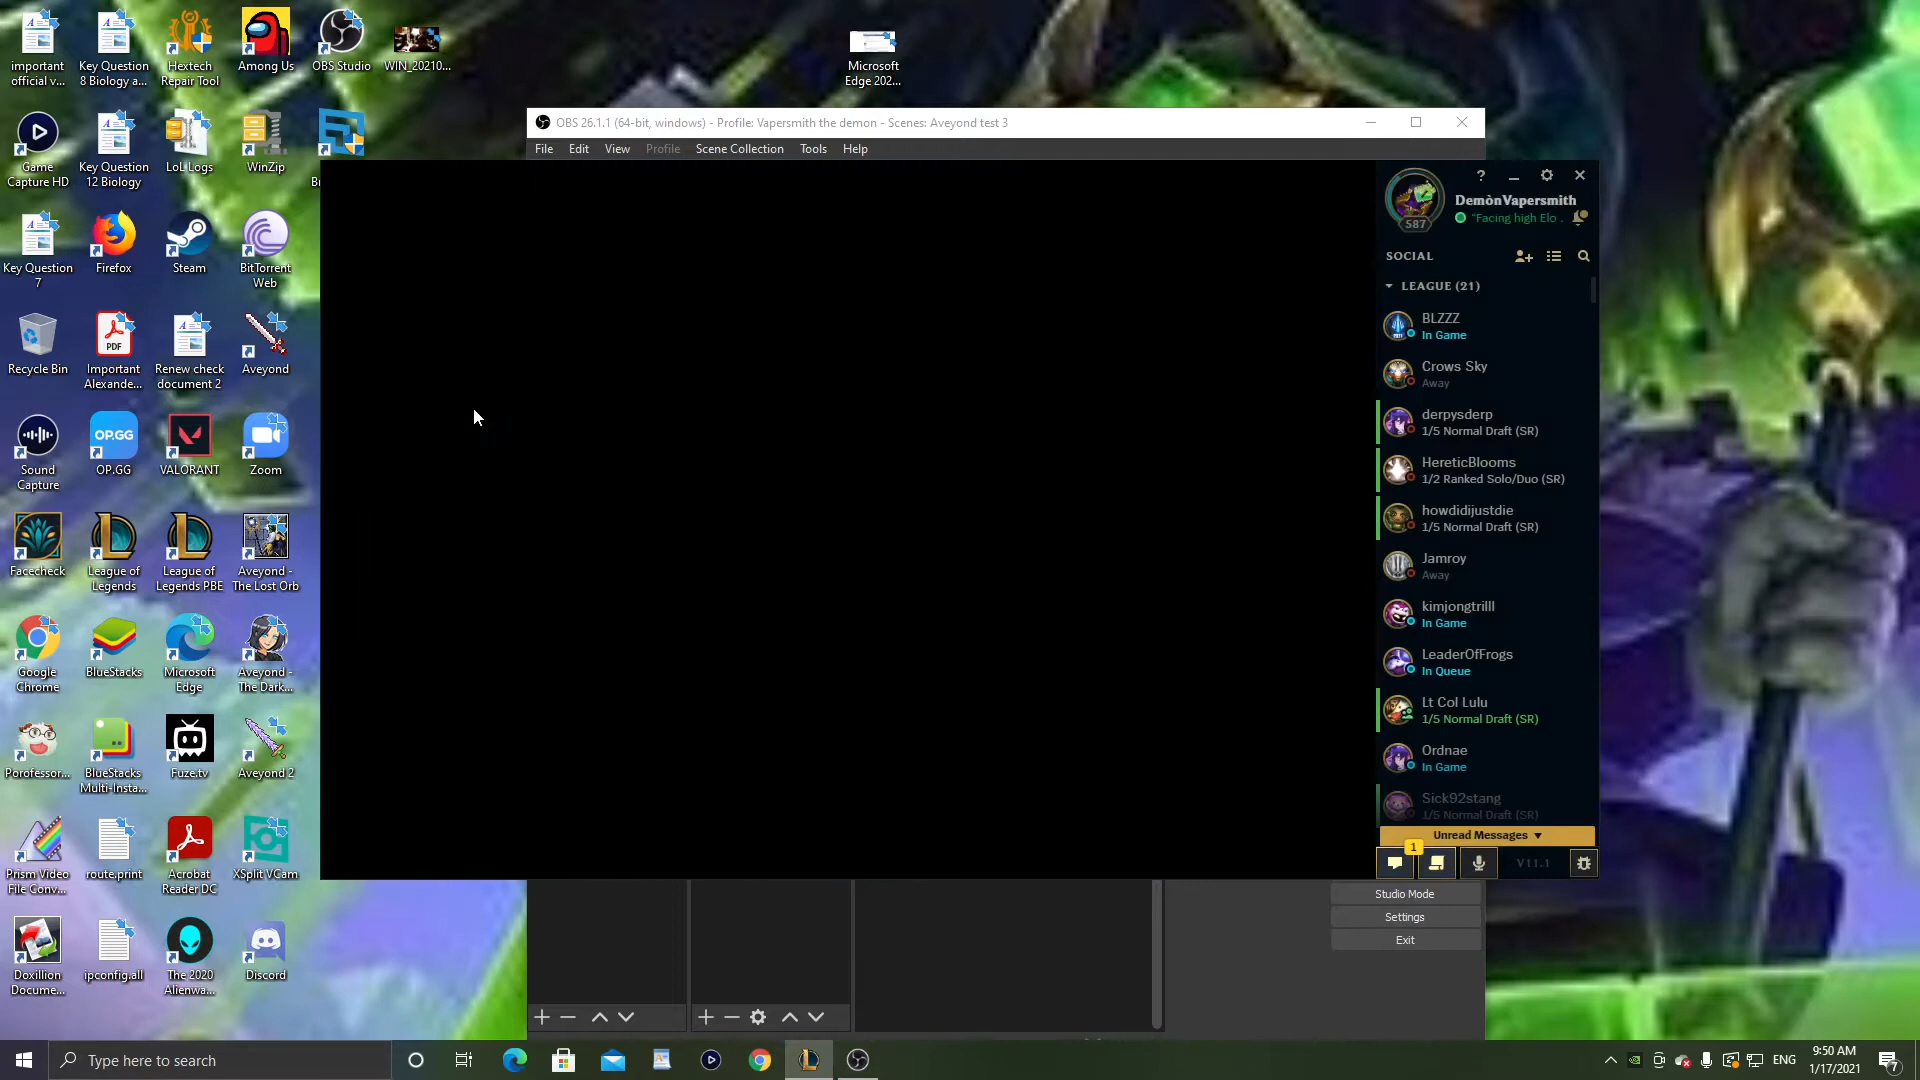 important
official v...
Key Question
8 Biology a...
Hextech
Repair Tool
Among Us
OBS Studio
WIN_20210...
Microsoft
Edge 202...
Game
Capture HD
Key Question
12 Biology
LoL Logs
WinZip
Br
Key Question
7
Firefox
Steam
BitTorrent
Web
Recycle Bin
PDF
Important
Alexande...
Renew check
document 2
Aveyond
Sound
Capture
OP.GG
OP.GG
VALORANT
Zoom
Facecheck
League of
Legends
League of
Legends PBE
Aveyond -
The Lost Orb
Google
Chrome
BlueStacks
Microsoft
Edge
Aveyond -
The Dark...
Porofessor...
BlueStacks
Multi-Insta...
Fuze.tv
Aveyond 2
Prism Video
File Conv...
route.print
Acrobat
Reader DC
XSplit VCam
Doxillion
Docume...
ipconfig.all
The 2020
Alienwa...
Discord
OBS 26.1.1 (64-bit, windows) - Profile: Vapersmith the demon - Scenes: Aveyond test 3
File Edit View Profile Scene Collection Tools Help
587
DemònVapersmith
"Facing high Elo .
SOCIAL
LEAGUE (21)
BLZZZ
In Game
Crows Sky
Away
derpysderp
1/5 Normal Draft (SR)
HereticBlooms
1/2 Ranked Solo/Duo (SR)
howdidijustdie
1/5 Normal Draft (SR)
Jamroy
Away
kimjongtrilll
In Game
LeaderOfFrogs
In Queue
Lt Col Lulu
1/5 Normal Draft (SR)
Ordnae
In Game
Sick92stang
1/5 Normal Draft (SR)
Unread Messages
1
V11.1
Studio Mode
Settings
Exit
Type here to search
ENG
9:50 AM
1/17/2021
7